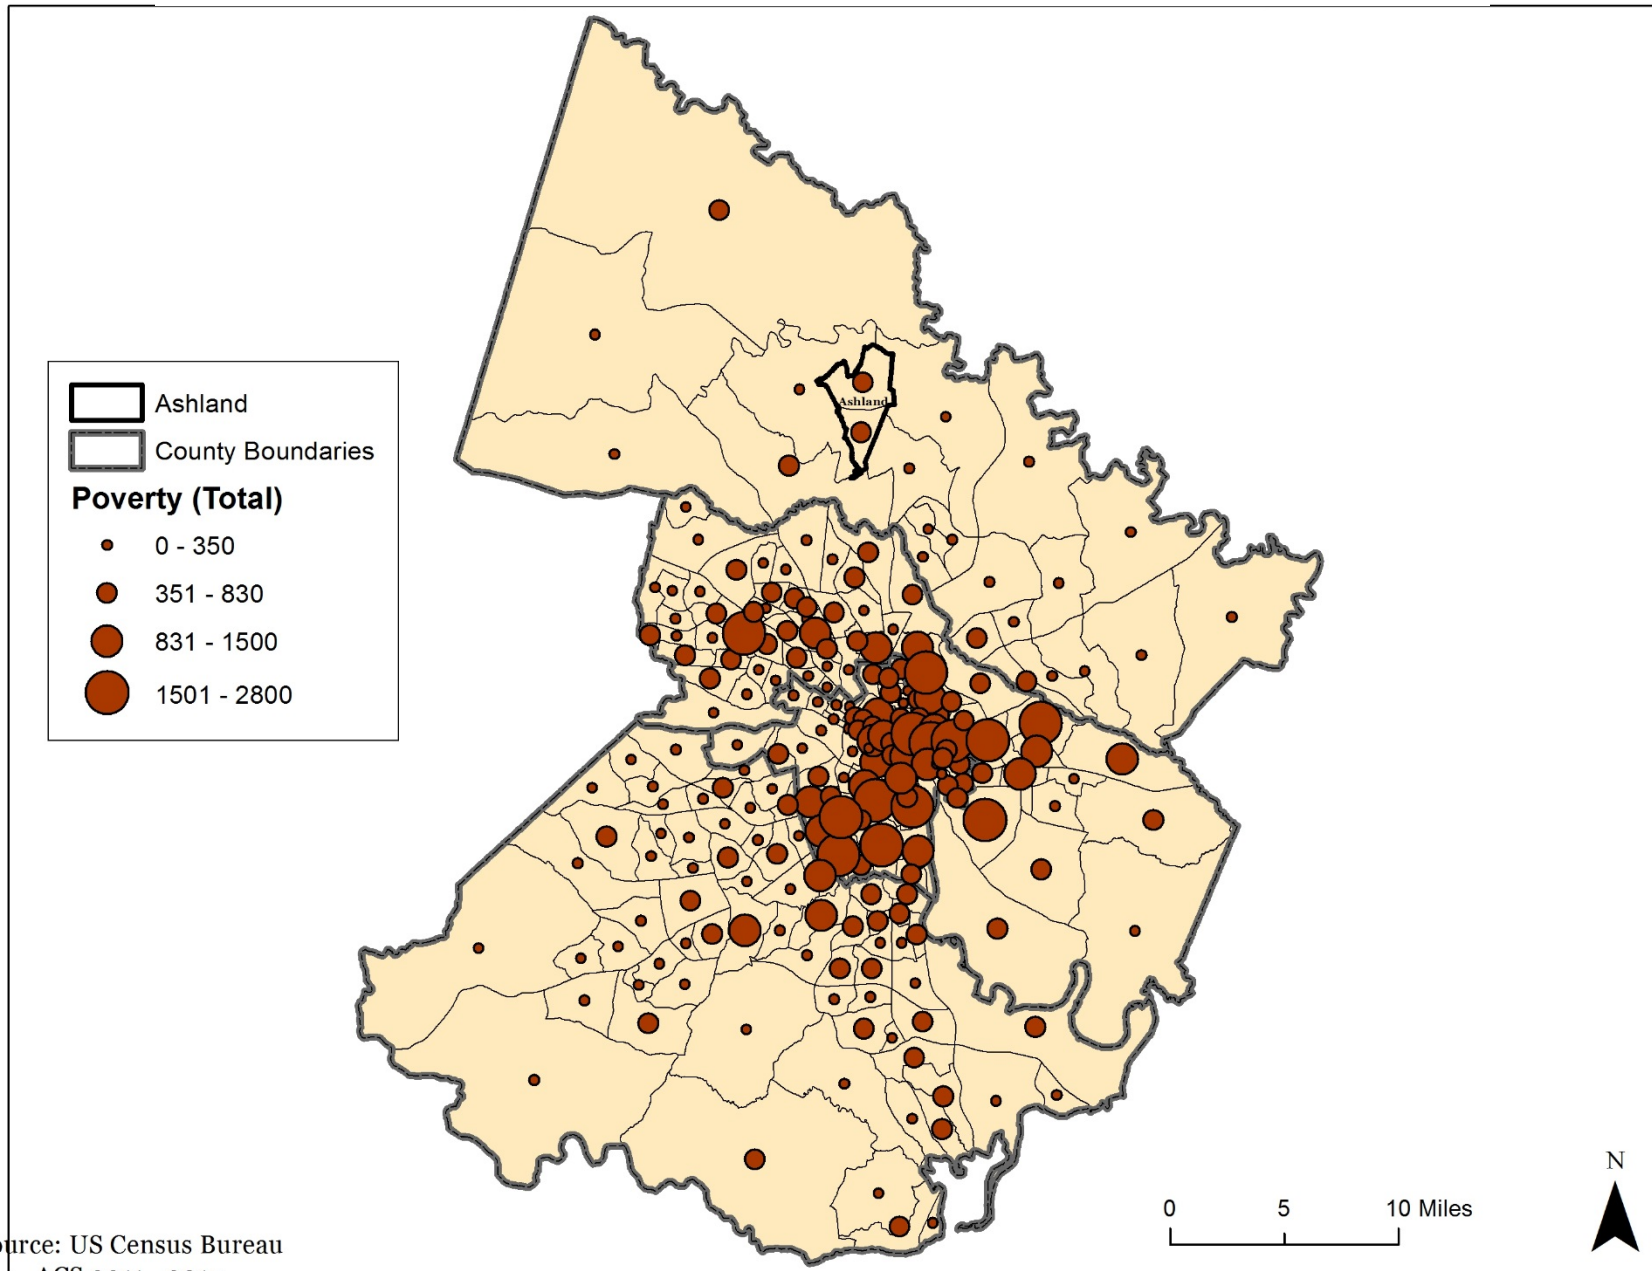 Ashland
Ashland
County Boundaries
Poverty (Total)
0 - 350
351 - 830
831 - 1500
1501 - 2800
N
0 5 10 Miles
US Census Bureau